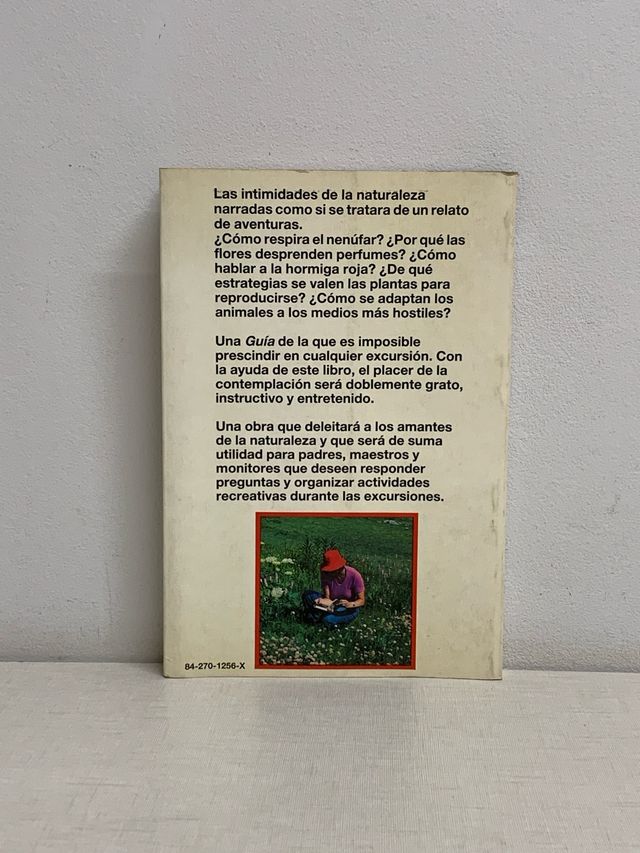 Las intimidades de la naturaleza
narradas como si se tratara de un relato
de aventuras.
¿Cómo respira el nenúfar? ¿Por qué las
flores desprenden perfumes? ¿Cómo
hablar a la hormiga roja? ¿De qué
estrategias se valen las plantas para
reproducirse? ¿Cómo se adaptan los
animales a los medios más hostiles?
Una Guía de la que es imposible
prescindir en cualquier excursión. Con
la ayuda de este libro, el placer de la
contemplación será doblemente grato,
instructivo y entretenido.
Una obra que deleitará a los amantes
de la naturaleza y que será de suma
utilidad para padres, maestros y
monitores que deseen responder
preguntas y organizar actividades
recreativas durante las excursiones.
84-270-1256-X